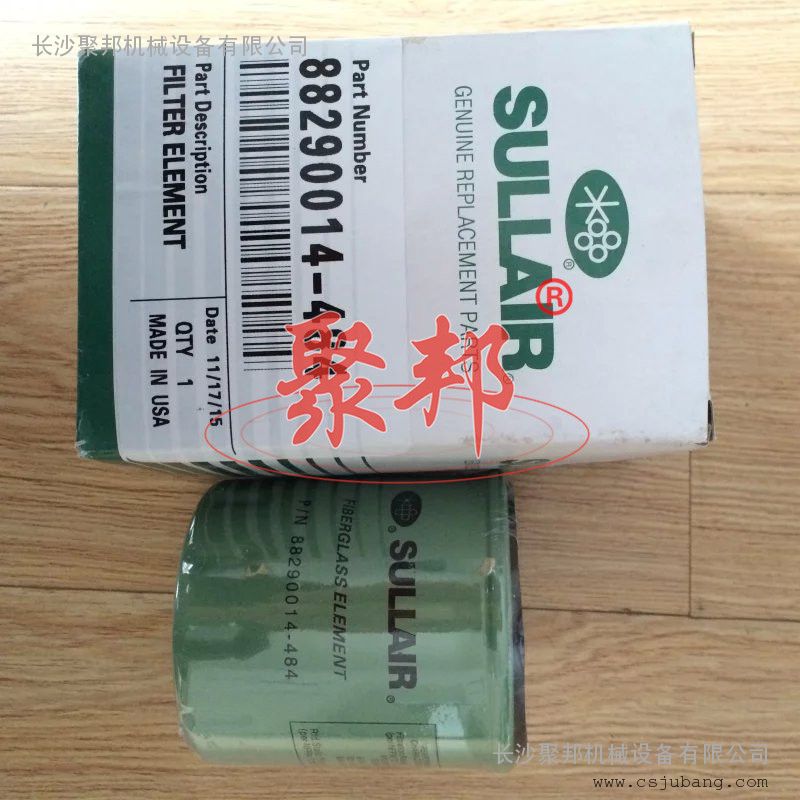 长沙聚邦机械设备有限公司
SULLAIR®
GENUINE REPLACEMENT PARTS
Part Number
88290014-484
Part Description
FILTER ELEMENT
Date 11/17/15
QTY 1
MADE IN USA
聚邦®
SULLAIR®
FIBERGLASS ELEMENT
P/N 88290014-484
长沙聚邦机械设备有限公司
www.csjubang.com